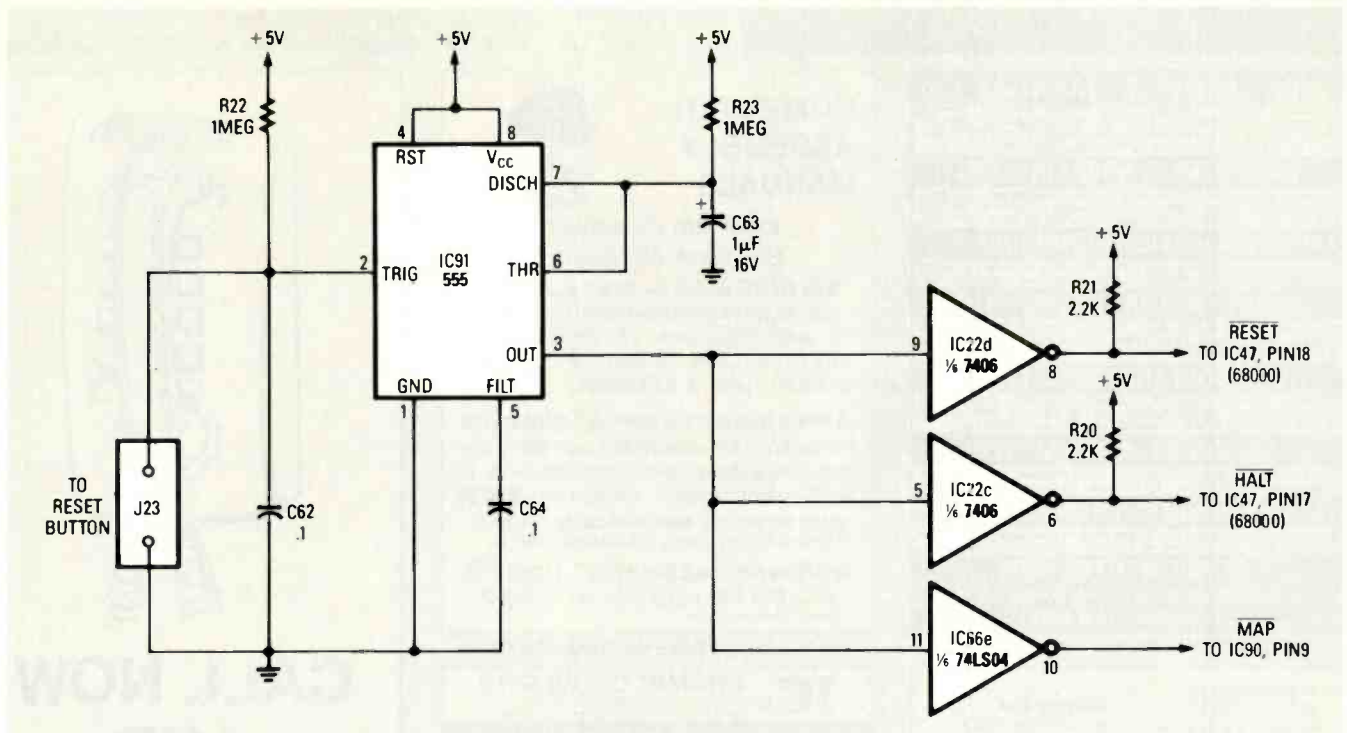 +5V
R22
1MEG
+5V
4
8
RST
VCC
DISCH
7
2
TRIG
IC91
555
THR
6
OUT
3
GND
FILT
1
5
+5V
R23
1MEG
+
C63
1µF
16V
TO
RESET
BUTTON
J23
C62
.1
C64
.1
9
IC22d
⅙ 7406
8
+5V
R21
2.2K
RESET
TO IC47, PIN18
(68000)
5
IC22c
⅙ 7406
6
+5V
R20
2.2K
HALT
TO IC47, PIN17
(68000)
11
IC66e
⅙ 74LS04
10
MAP
TO IC90, PIN9
CALL NOW